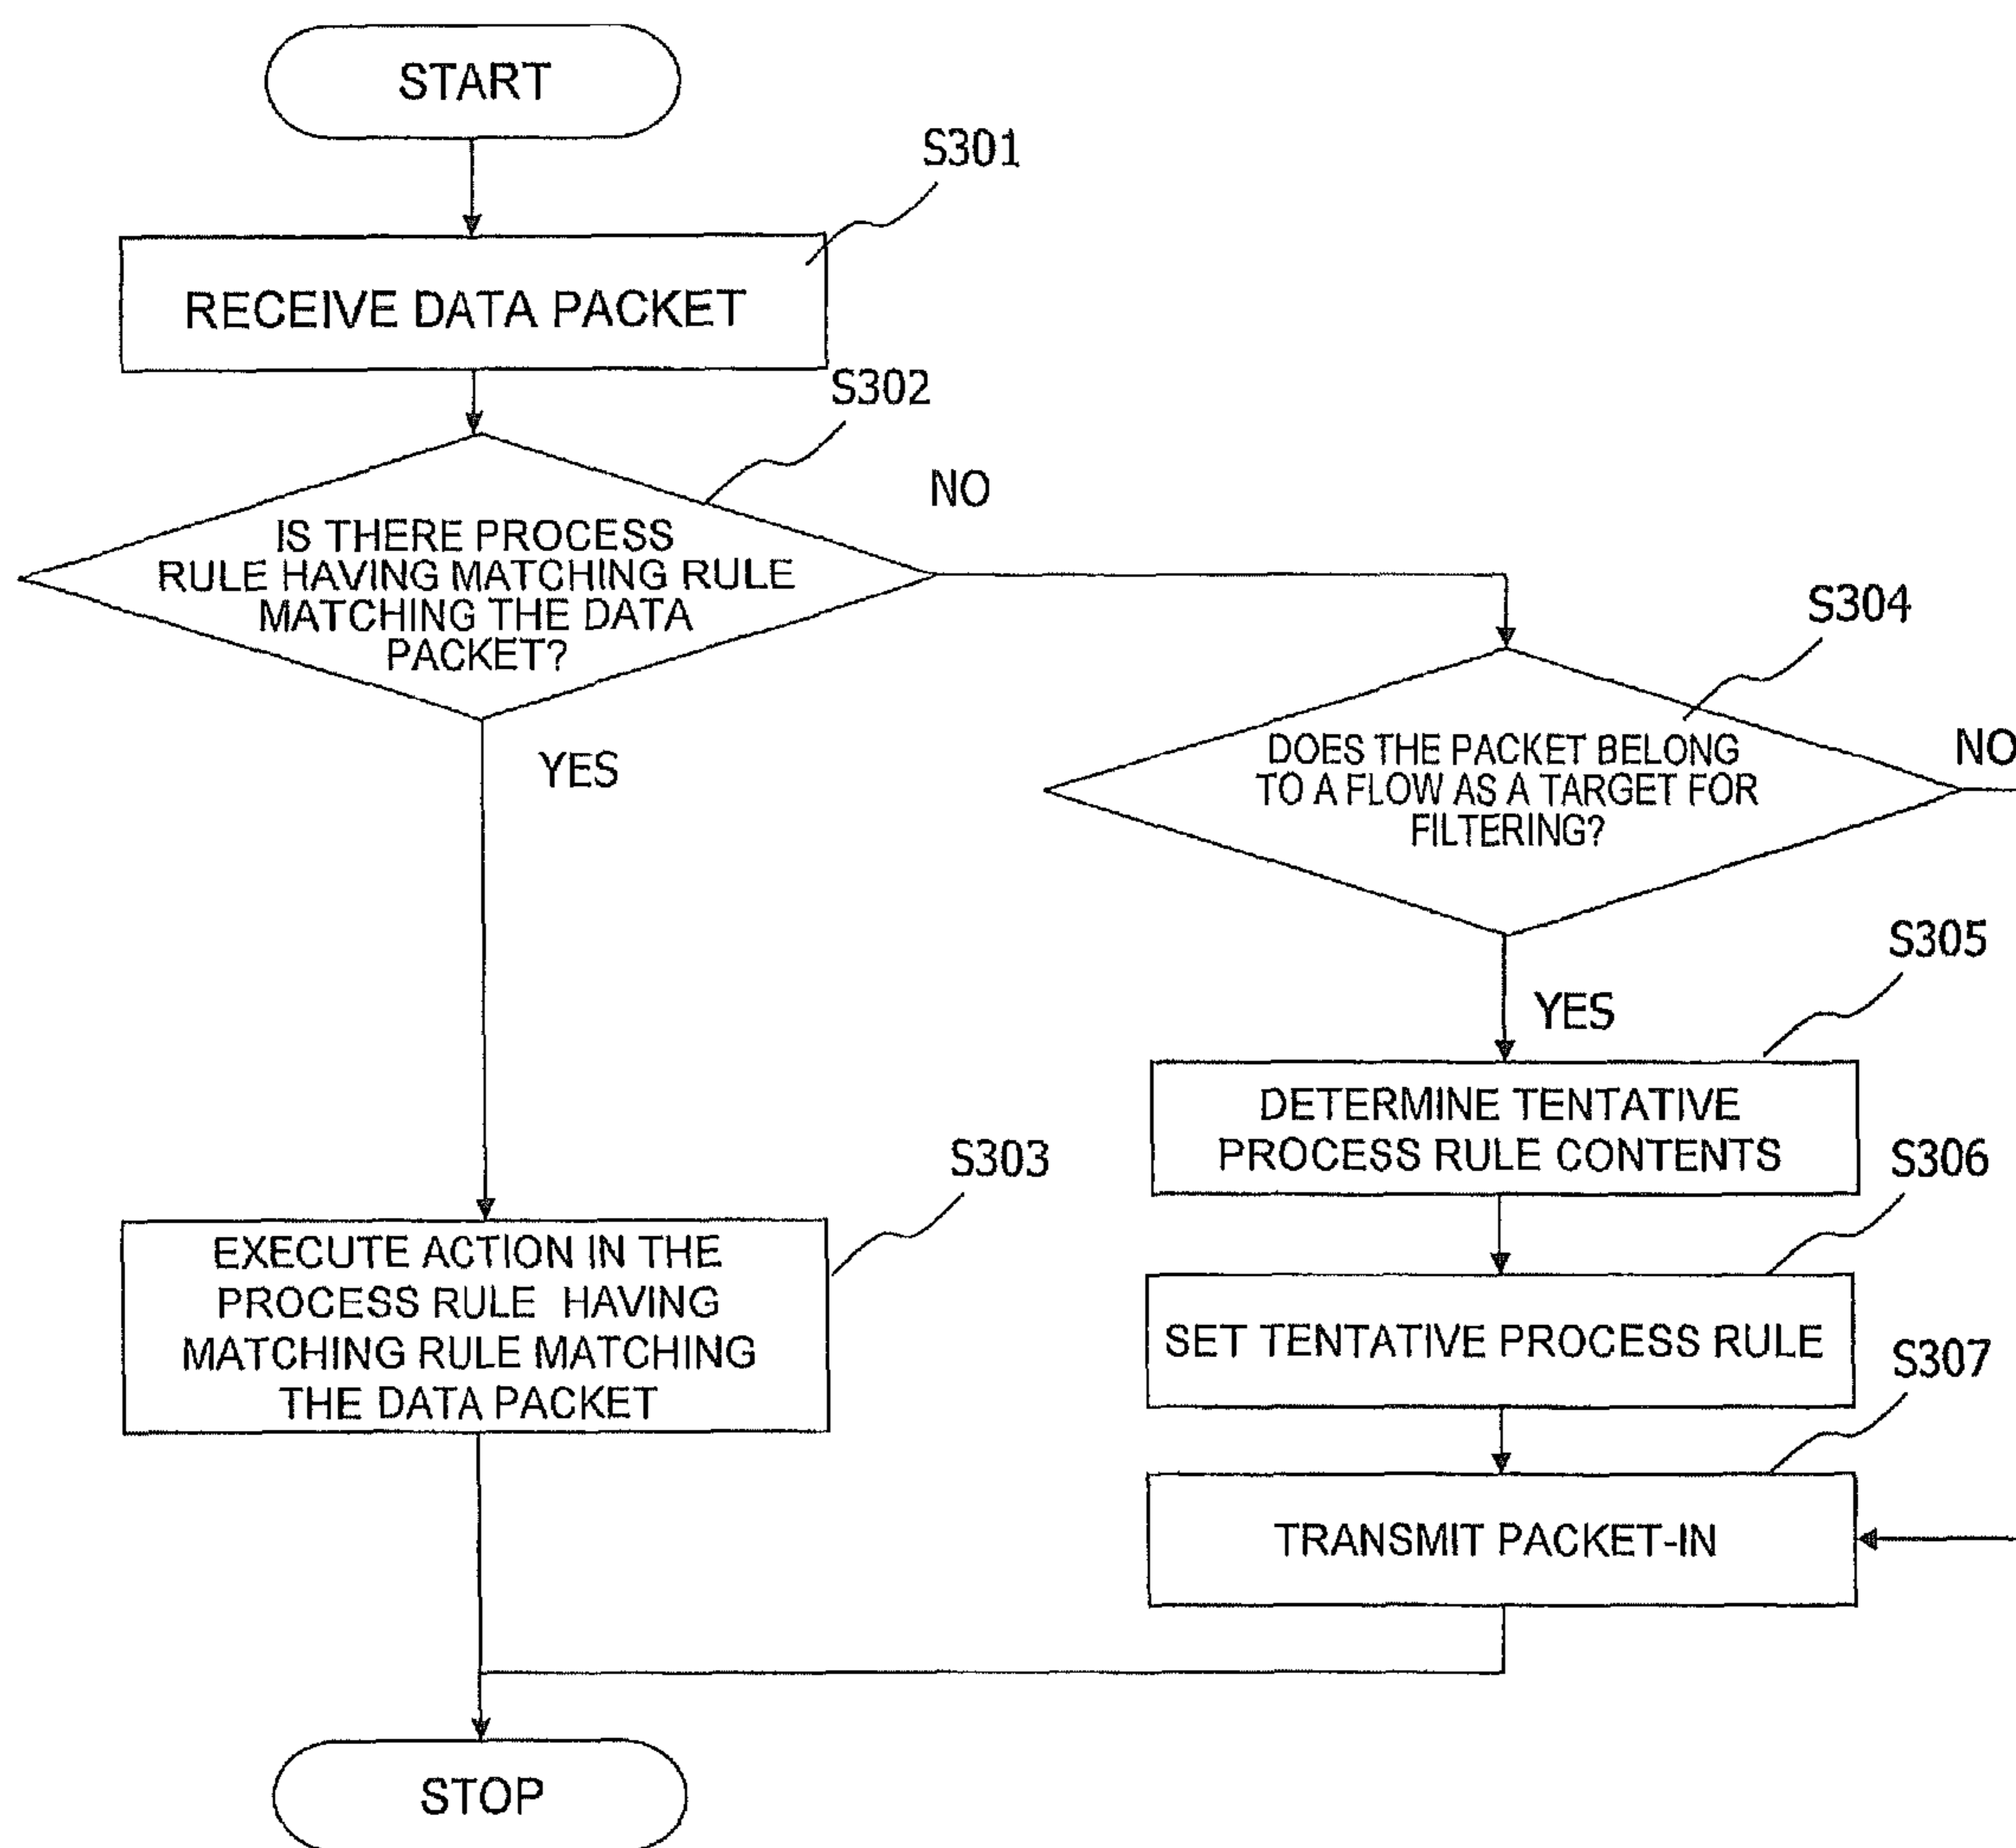 START
S301
RECEIVE DATA PACKET
S302
IS THERE PROCESS
RULE HAVING MATCHING RULE
MATCHING THE DATA
PACKET?
NO
YES
S304
DOES THE PACKET BELONG
TO A FLOW AS A TARGET FOR
FILTERING?
NO
YES
S305
DETERMINE TENTATIVE
PROCESS RULE CONTENTS
S303
EXECUTE ACTION IN THE
PROCESS RULE HAVING
MATCHING RULE MATCHING
THE DATA PACKET
S306
SET TENTATIVE PROCESS RULE
S307
TRANSMIT PACKET-IN
STOP